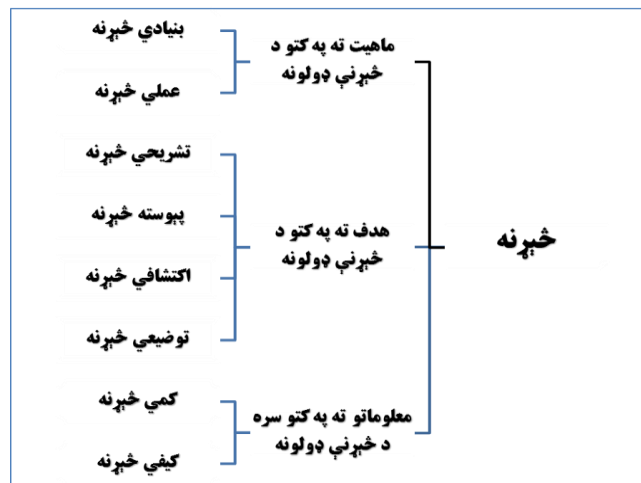 څېړنه
ماهیت ته په کتو د
څېړنې ډولونه
بنیادي څېړنه
عملي څېړنه
هدف ته په کتو د
څېړنې ډولونه
تشریحي څېړنه
پېوسته څېړنه
اکتشافي څېړنه
توضیعي څېړنه
معلوماتو ته په کتو سره
د څېړنې ډولونه
کمي څېړنه
کیفي څېړنه